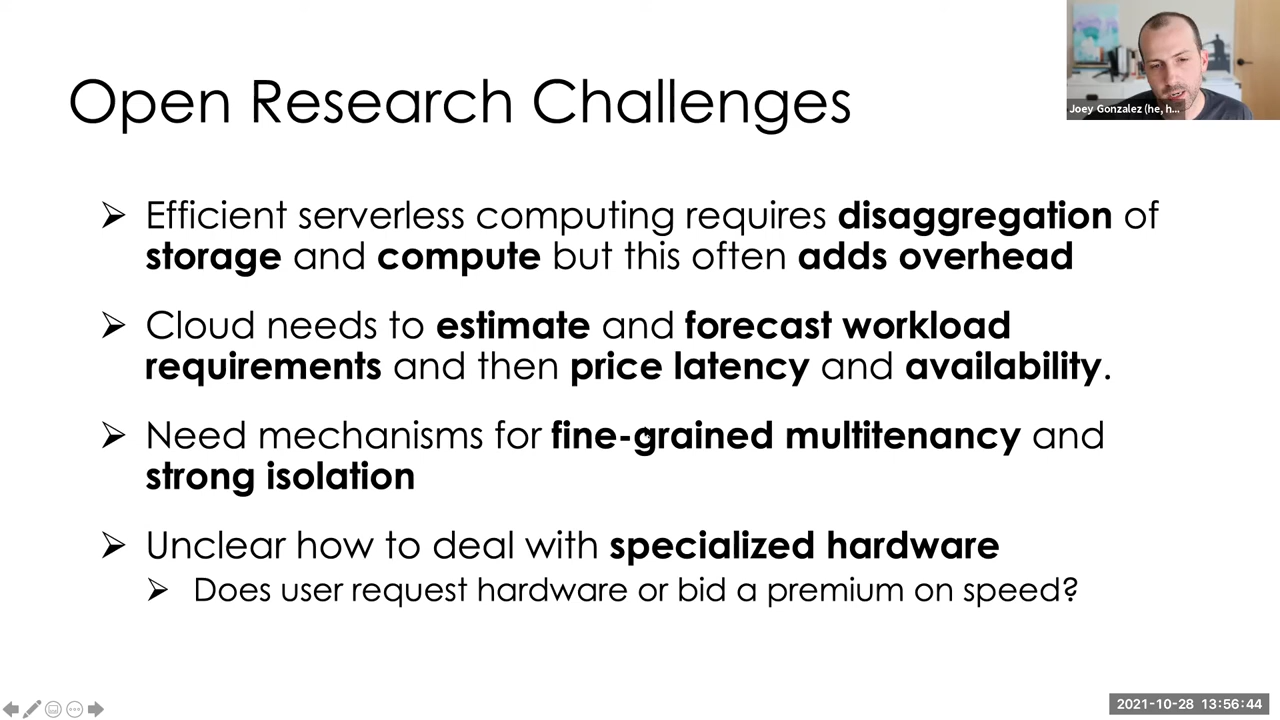 Open Research Challenges
Joey Gonzalez (he, h...
➢ Efficient serverless computing requires disaggregation of
storage and compute but this often adds overhead
➢ Cloud needs to estimate and forecast workload
requirements and then price latency and availability.
➢ Need mechanisms for fine-grained multitenancy and
strong isolation
➢ Unclear how to deal with specialized hardware
➢ Does user request hardware or bid a premium on speed?
2021-10-28 13:56:44